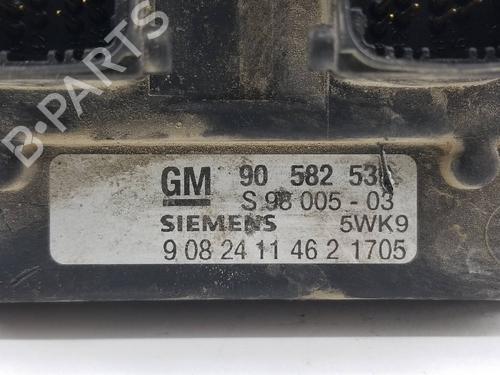 B-PARTS
GM 90 582 53
S 98 005 - 03
SIEMENS 5WK9
9 08 24 11 46 2 1705